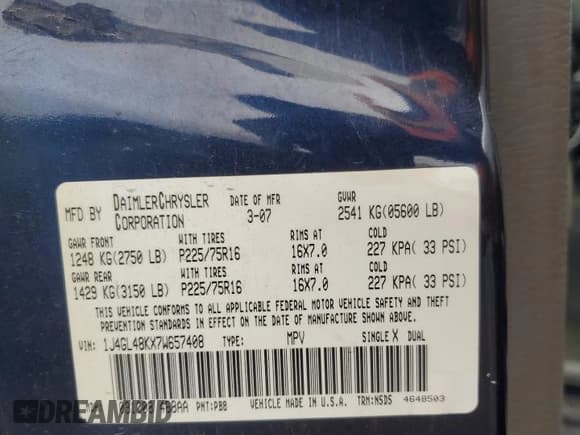 MFD BY DAIMLERCHRYSLER CORPORATION DATE OF MFR 3-07 GVWR 2541 KG(05600 LB)
GAWR FRONT WITH TIRES RIMS AT COLD
1248 KG(2750 LB) P225/75R16 16X7.0 227 KPA( 33 PSI)
GAWR REAR WITH TIRES RIMS AT COLD
1429 KG(3150 LB) P225/75R16 16X7.0 227 KPA( 33 PSI)
THIS VEHICLE CONFORMS TO ALL APPLICABLE FEDERAL MOTOR VEHICLE SAFETY AND THEFT
PREVENTION STANDARDS IN EFFECT ON THE DATE OF MANUFACTURE SHOWN ABOVE.
VIN: 1J4GL48KX7W657408 TYPE: MPV SINGLE X DUAL
PNT:PBB VEHICLE MADE IN U.S.A. TRM:N5D5 4648503
DREAMBID